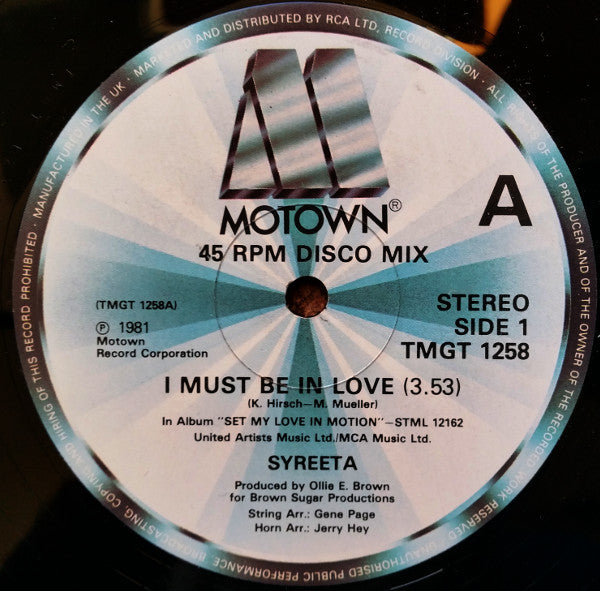 MANUFACTURED IN THE UK · MARKETED AND DISTRIBUTED BY RCA LTD, RECORD DIVISION · ALL RIGHTS OF THE PRODUCER AND OF THE OWNER OF THE RECORDED WORK RESERVED · UNAUTHORISED PUBLIC PERFORMANCE, BROADCASTING, COPYING AND HIRING OF THIS RECORD PROHIBITED ·
M
MOTOWN®
A
45 RPM DISCO MIX
(TMGT 1258A)
℗ 1981
Motown
Record Corporation
STEREO
SIDE 1
TMGT 1258
I MUST BE IN LOVE (3.53)
(K. Hirsch—M. Mueller)
In Album "SET MY LOVE IN MOTION"—STML 12162
United Artists Music Ltd./MCA Music Ltd.
SYREETA
Produced by Ollie E. Brown
for Brown Sugar Productions
String Arr.: Gene Page
Horn Arr.: Jerry Hey